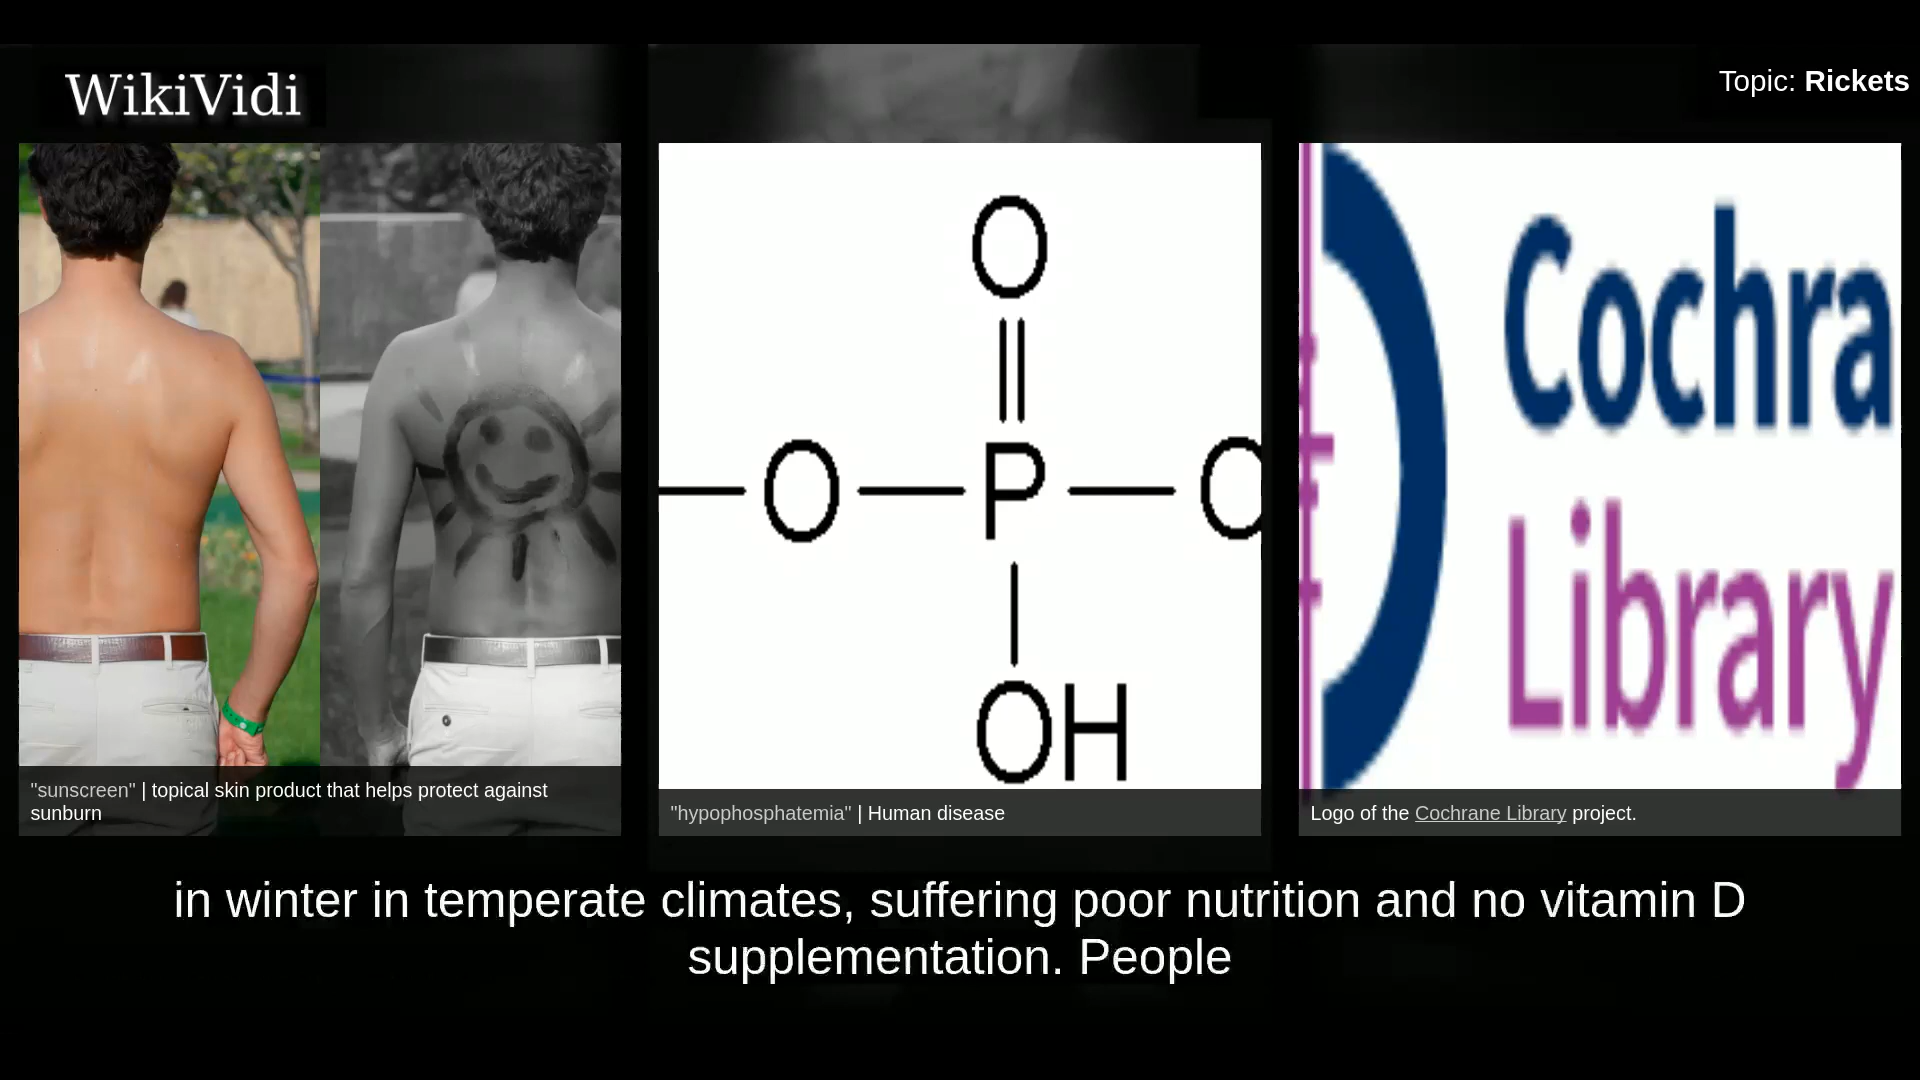 WikiVidi
Topic: Rickets
"sunscreen" | topical skin product that helps protect against
sunburn
O
O
P
O
OH
"hypophosphatemia" | Human disease
Cochra
Library
Logo of the Cochrane Library project.
in winter in temperate climates, suffering poor nutrition and no vitamin D
supplementation. People